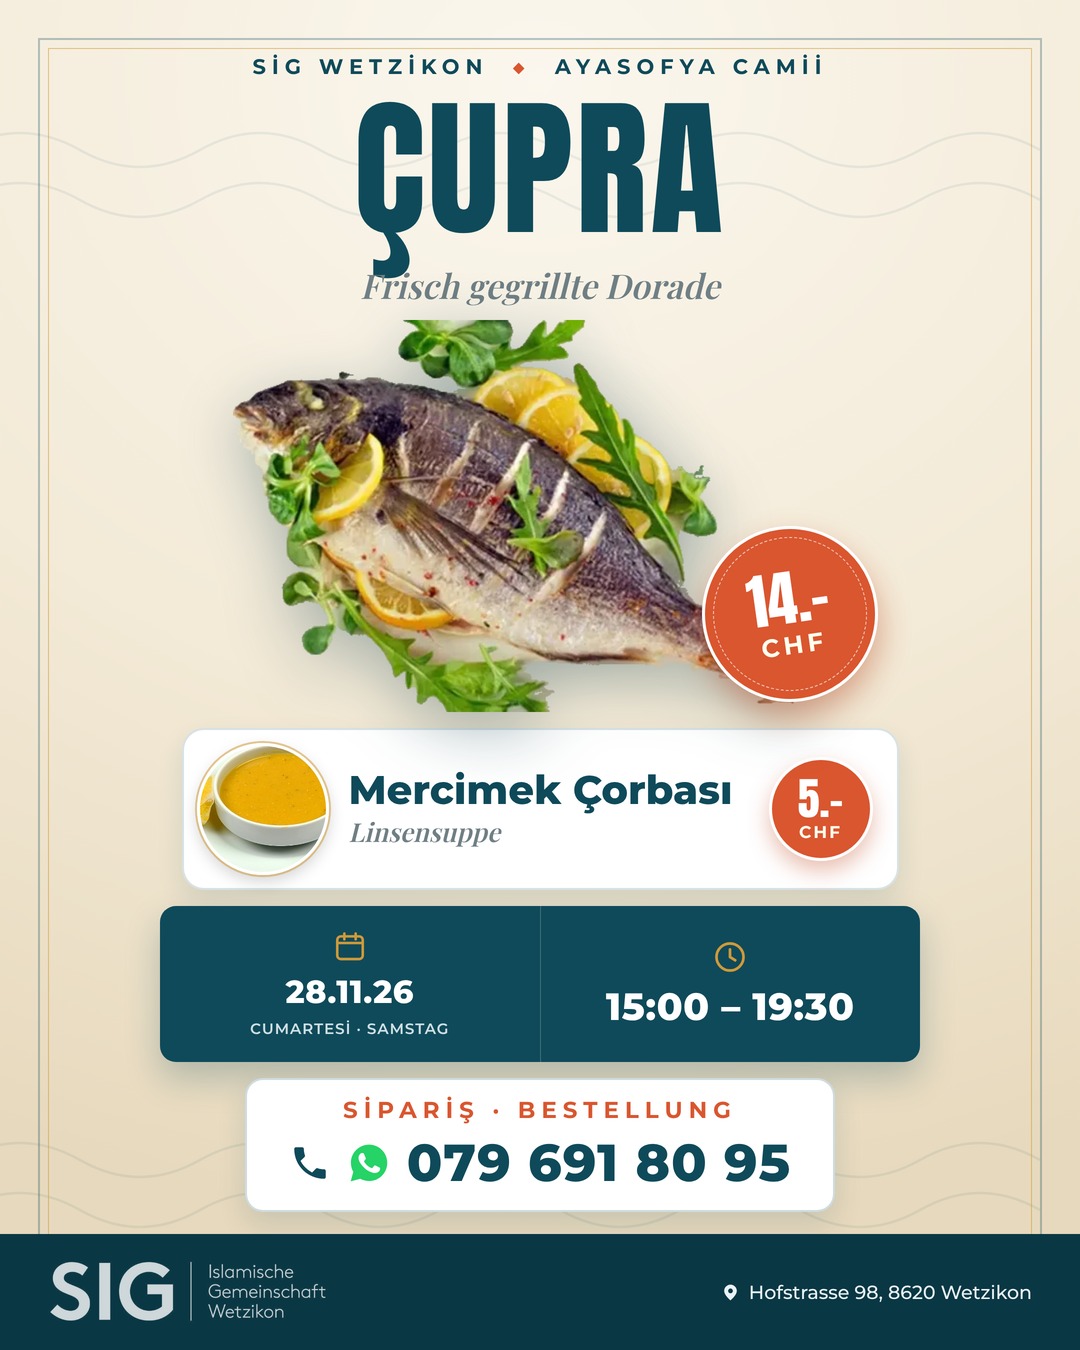 SİG WETZİKON ◆ AYASOFYA CAMİİ
ÇUPRA
Frisch gegrillte Dorade
14.-
CHF
Mercimek Çorbası
Linsensuppe
5.-
CHF
28.11.26
CUMARTESİ · SAMSTAG
15:00 – 19:30
SİPARİŞ · BESTELLUNG
079 691 80 95
SIG
Islamische
Gemeinschaft
Wetzikon
Hofstrasse 98, 8620 Wetzikon